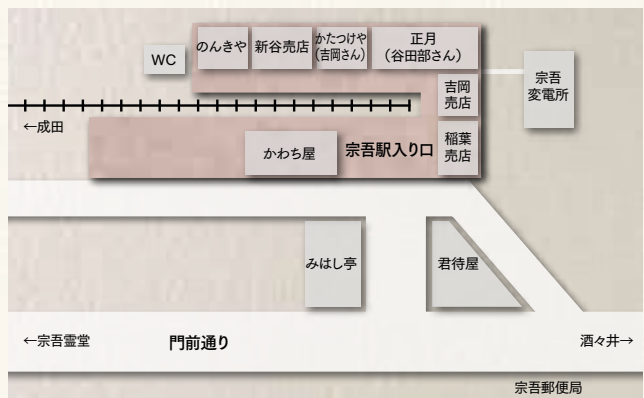 WC
のんきや
新谷売店
かたつけや
(吉岡さん)
正月
(谷田部さん)
吉岡
売店
宗吾
変電所
←成田
かわち屋
宗吾駅入り口
稲葉
売店
みはし亭
君待屋
←宗吾霊堂
門前通り
酒々井→
宗吾郵便局